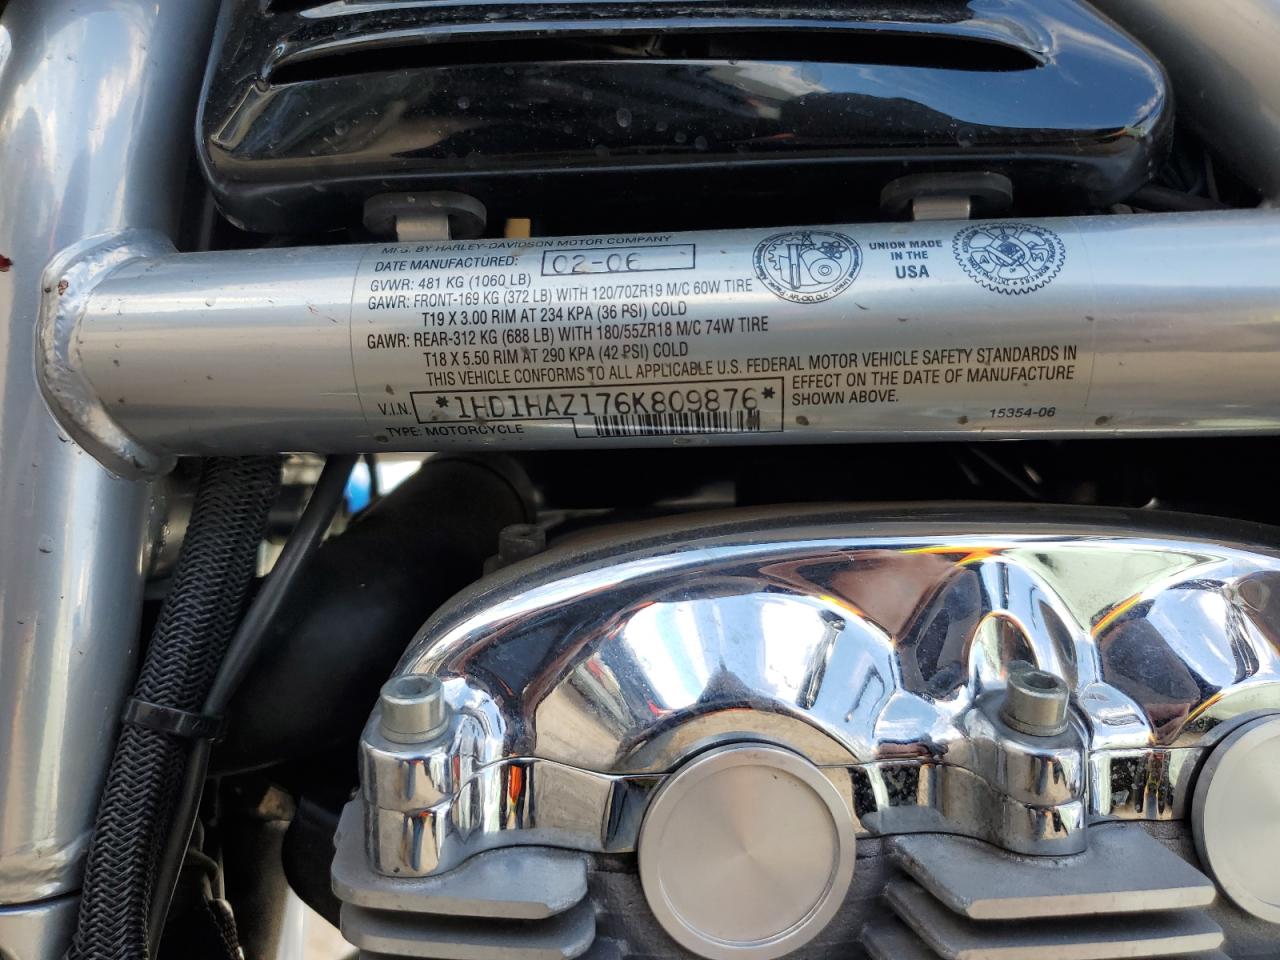 MFG. BY HARLEY-DAVIDSON MOTOR COMPANY
DATE MANUFACTURED: 02-06
GVWR: 481 KG (1060 LB)
GAWR: FRONT-169 KG (372 LB) WITH 120/70ZR19 M/C 60W TIRE
T19 X 3.00 RIM AT 234 KPA (36 PSI) COLD
GAWR: REAR-312 KG (688 LB) WITH 180/55ZR18 M/C 74W TIRE
T18 X 5.50 RIM AT 290 KPA (42 PSI) COLD
THIS VEHICLE CONFORMS TO ALL APPLICABLE U.S. FEDERAL MOTOR VEHICLE SAFETY STANDARDS IN
EFFECT ON THE DATE OF MANUFACTURE
SHOWN ABOVE.
V.I.N. *1HD1HAZ176K809876*
TYPE: MOTORCYCLE
15354-06
UNION MADE
IN THE
USA
AFL-CIO, CLC